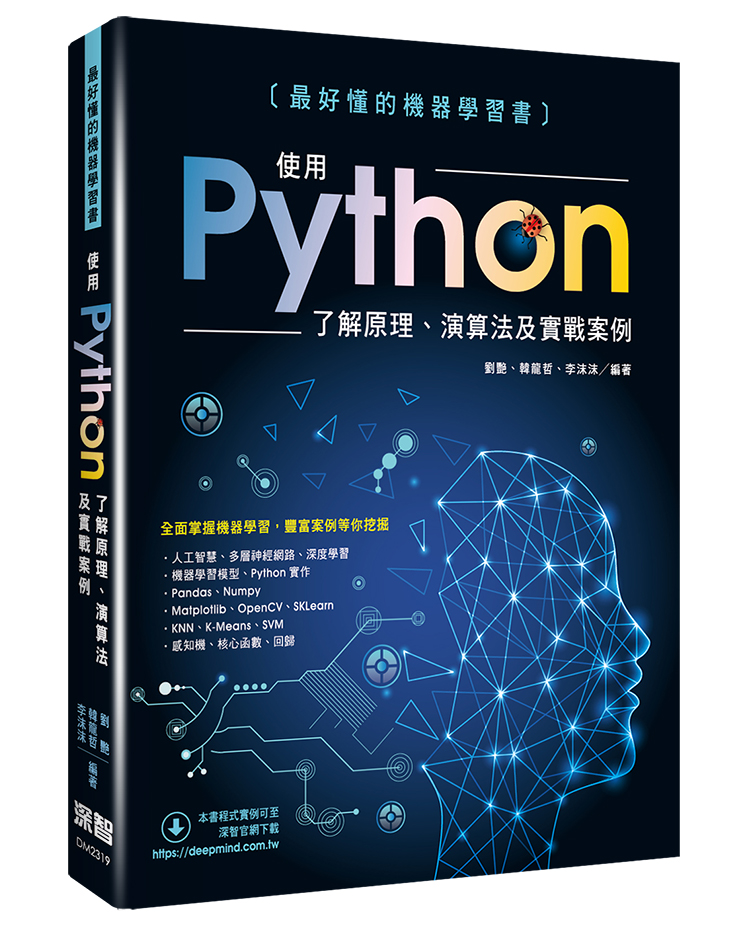 〔最好懂的機器學習書〕
使用
Python
了解原理、演算法及實戰案例
劉艷、韓龍哲、李沫沫／編著
全面掌握機器學習，豐富案例等你挖掘
・人工智慧、多層神經網路、深度學習
・機器學習模型、Python 實作
・Pandas、Numpy
・Matplotlib、OpenCV、SKLearn
・KNN、K-Means、SVM
・感知機、核心函數、回歸
本書程式實例可至
深智官網下載
https://deepmind.com.tw
最好懂的機器學習書
使用
Python
了解原理、演算法
及實戰案例
劉艷
韓龍哲
李沫沫
編著
深智
DM2319